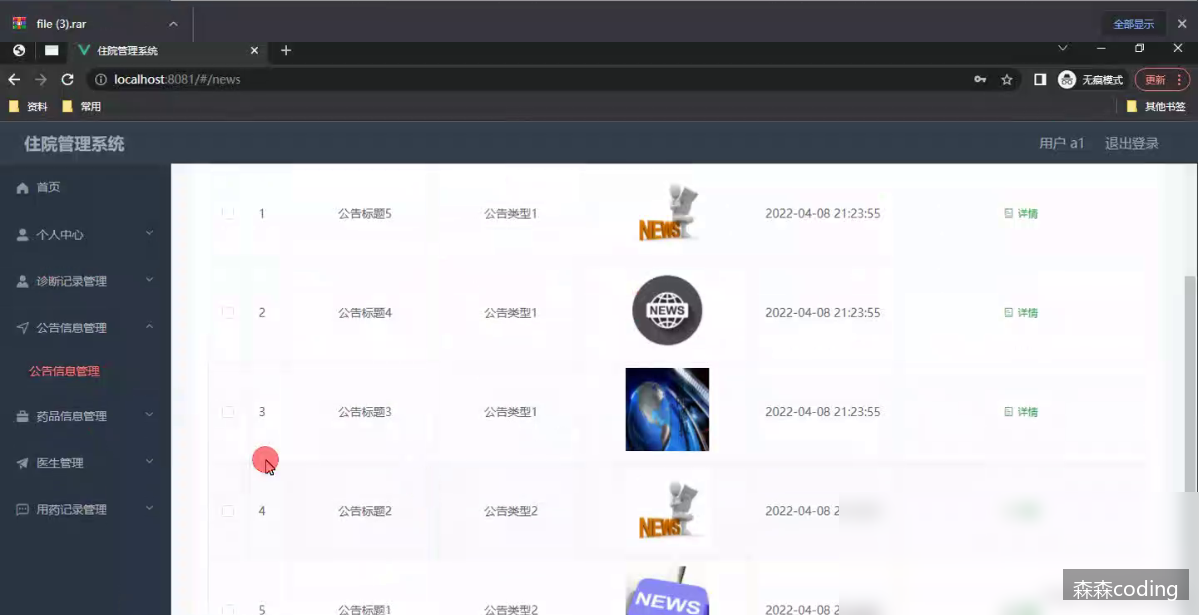 file (3).rar
全部显示
住院管理系统
localhost:8081/#/news
无痕模式
更新
资料
常用
其他书签
住院管理系统
用户 a1
退出登录
首页
个人中心
诊断记录管理
公告信息管理
公告信息管理
药品信息管理
医生管理
用药记录管理
1 公告标题5 公告类型1 NEWS 2022-04-08 21:23:55 详情
2 公告标题4 公告类型1 NEWS 2022-04-08 21:23:55 详情
3 公告标题3 公告类型1 2022-04-08 21:23:55 详情
4 公告标题2 公告类型2 NEWS 2022-04-08 2
5 公告标题1 公告类型2 NEWS 2022-04-08 2
森森coding